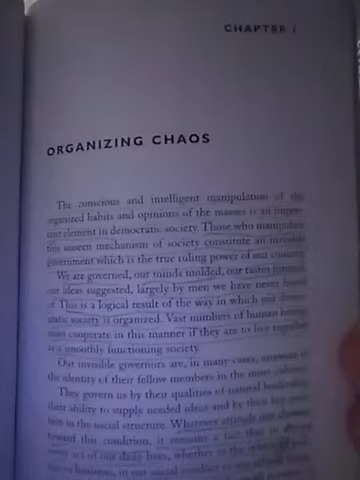 CHAPTER 1
ORGANIZING CHAOS
The conscious and intelligent manipulation of the
organized habits and opinions of the masses is an impor-
tant element in democratic society. Those who manipulate
this unseen mechanism of society constitute an invisible
government which is the true ruling power of our country.
We are governed, our minds molded, our tastes formed,
our ideas suggested, largely by men we have never heard
of. This is a logical result of the way in which our demo-
cratic society is organized. Vast numbers of human beings
must cooperate in this manner if they are to live together
as a smoothly functioning society.
Our invisible governors are, in many cases, unaware of
the identity of their fellow members in the inner cabinet.
They govern us by their qualities of natural leadership,
their ability to supply needed ideas and by their key
tion in the social structure. Whatever attitude one
toward this condition, it remains a fact that in
every act of our daily lives, whether in the
or business, in our social conduct or our